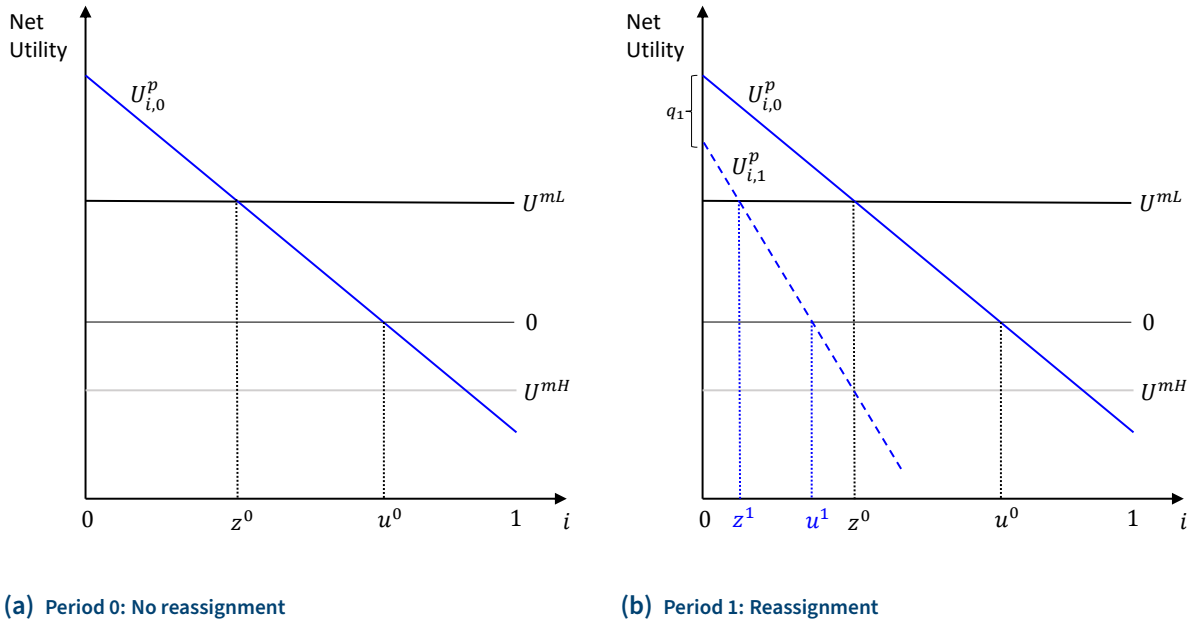 Net
Utility
U^p_{i,0}
U^{mL}
0
U^{mH}
0 z^0 u^0 1 i
(a) Period 0: No reassignment
Net
Utility
q_1
U^p_{i,0}
U^p_{i,1}
U^{mL}
0
U^{mH}
0 z^1 u^1 z^0 u^0 1 i
(b) Period 1: Reassignment